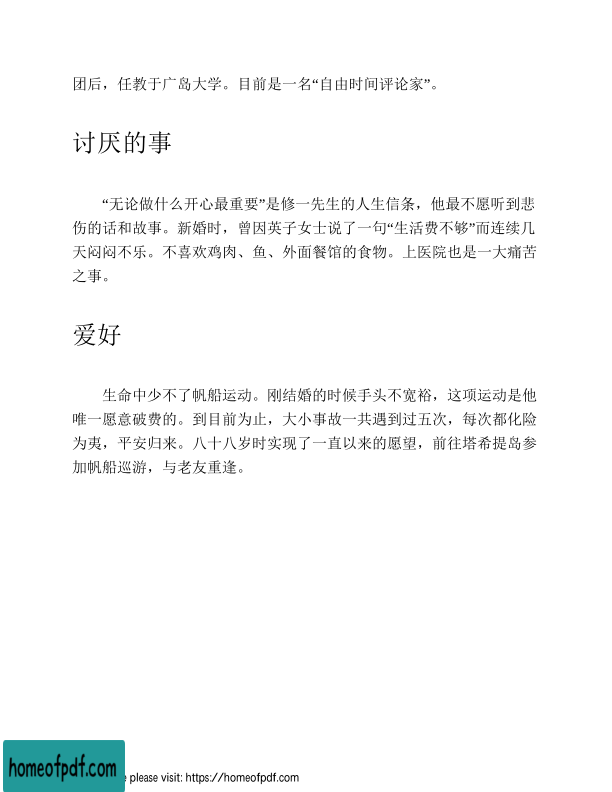 团后，任教于广岛大学。目前是一名“自由时间评论家”。
讨厌的事
“无论做什么开心最重要”是修一先生的人生信条，他最不愿听到悲
伤的话和故事。新婚时，曾因英子女士说了一句“生活费不够”而连续几
天闷闷不乐。不喜欢鸡肉、鱼、外面餐馆的食物。上医院也是一大痛苦
之事。
爱好
生命中少不了帆船运动。刚结婚的时候手头不宽裕，这项运动是他
唯一愿意破费的。到目前为止，大小事故一共遇到过五次，每次都化险
为夷，平安归来。八十八岁时实现了一直以来的愿望，前往塔希提岛参
加帆船巡游，与老友重逢。
homeofpdf.com
e please visit: https://homeofpdf.com